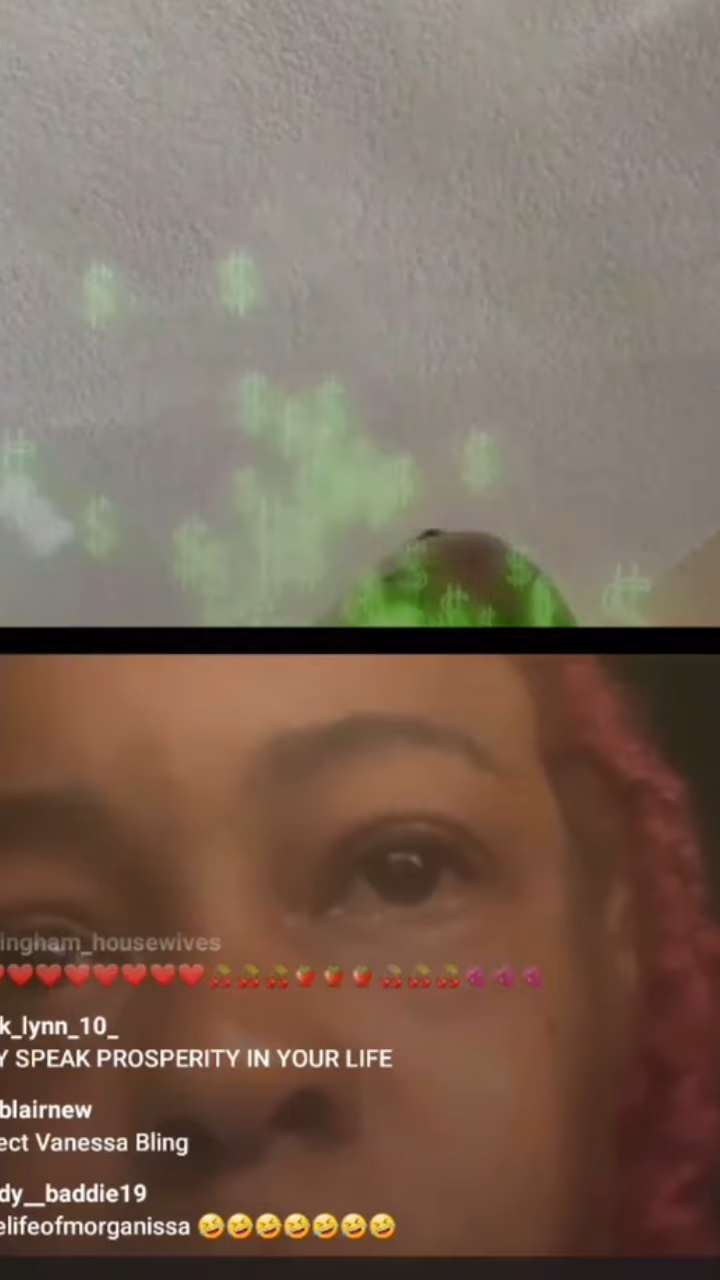 ingham_housewives
❤️❤️❤️❤️❤️❤️❤️❤️🍒🍒🍒🍓🍓🍓🍒🍒🍒🍇🍇🍇
k_lynn_10_
Y SPEAK PROSPERITY IN YOUR LIFE
blairnew
ect Vanessa Bling
dy__baddie19
elifeofmorganissa 🤣🤣🤣🤣🤣🤣🤣